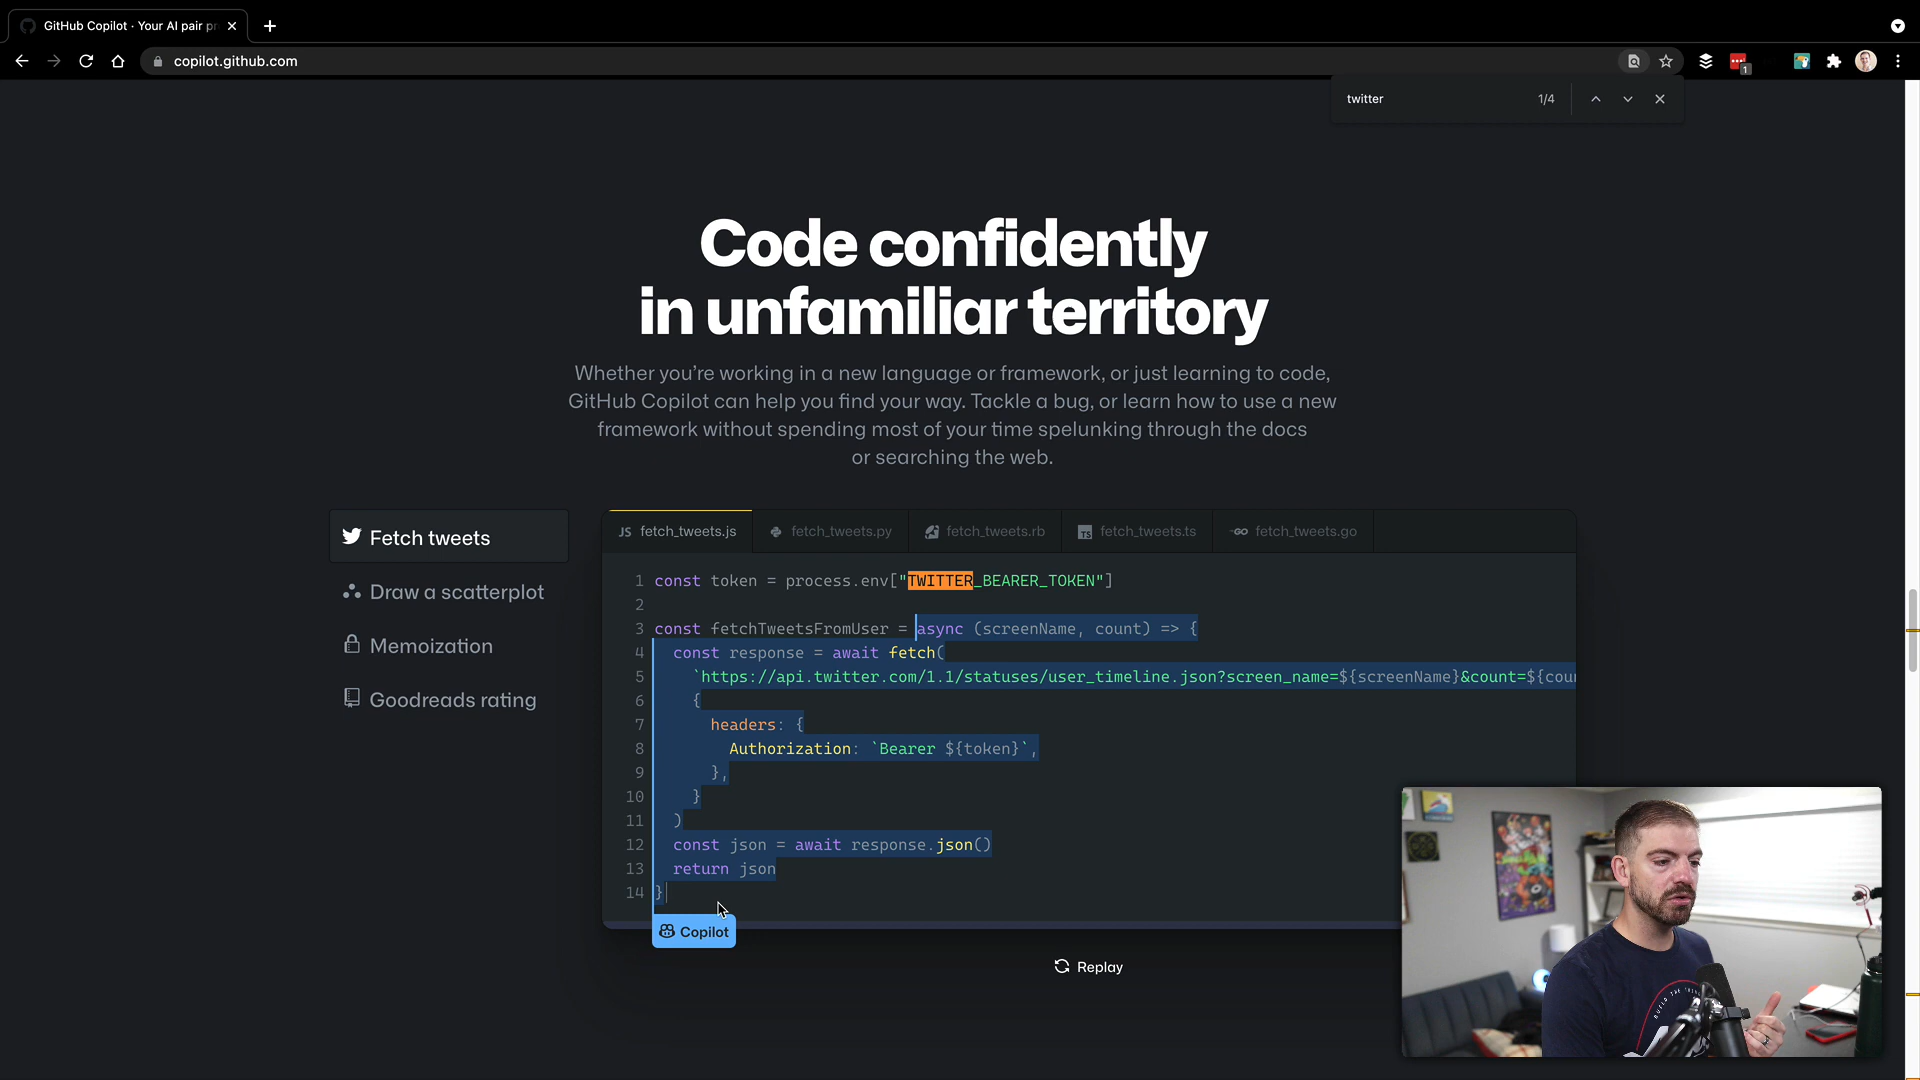 GitHub Copilot · Your AI pair pr
copilot.github.com
1
twitter
1/4
Code confidently
in unfamiliar territory
Whether you're working in a new language or framework, or just learning to code,
GitHub Copilot can help you find your way. Tackle a bug, or learn how to use a new
framework without spending most of your time spelunking through the docs
or searching the web.
Fetch tweets
Draw a scatterplot
Memoization
Goodreads rating
JS fetch_tweets.js
fetch_tweets.py
fetch_tweets.rb
TS fetch_tweets.ts
GO fetch_tweets.go
1 const token = process.env["TWITTER_BEARER_TOKEN"]
2
3 const fetchTweetsFromUser = async (screenName, count) => {
4 const response = await fetch(
5 `https://api.twitter.com/1.1/statuses/user_timeline.json?screen_name=${screenName}&count=${cou
6 {
7 headers: {
8 Authorization: `Bearer ${token}`,
9 },
10 }
11 )
12 const json = await response.json()
13 return json
14 }
Copilot
Replay
BUILD THE